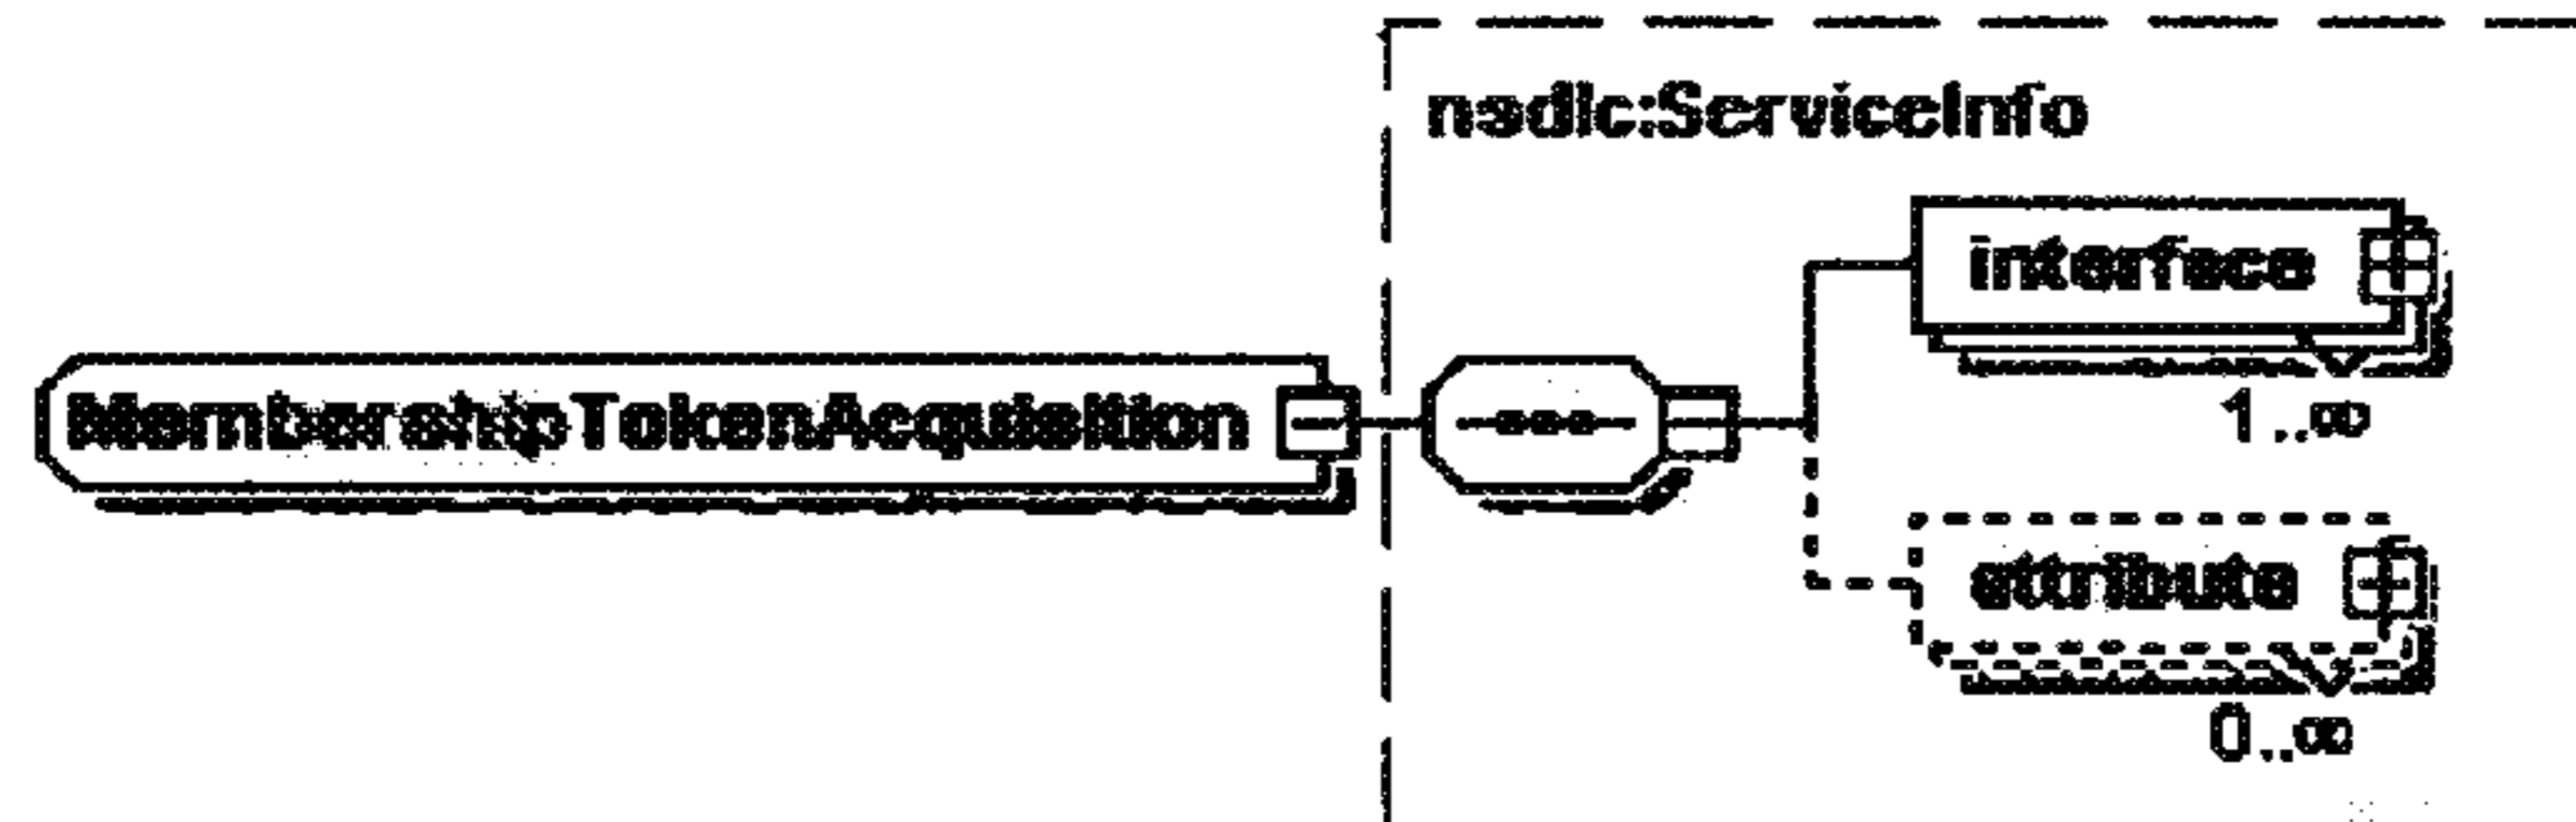 nsdlc:ServiceInfo
interface
MembershipTokenAcquisition
1..∞
attribute
0..∞